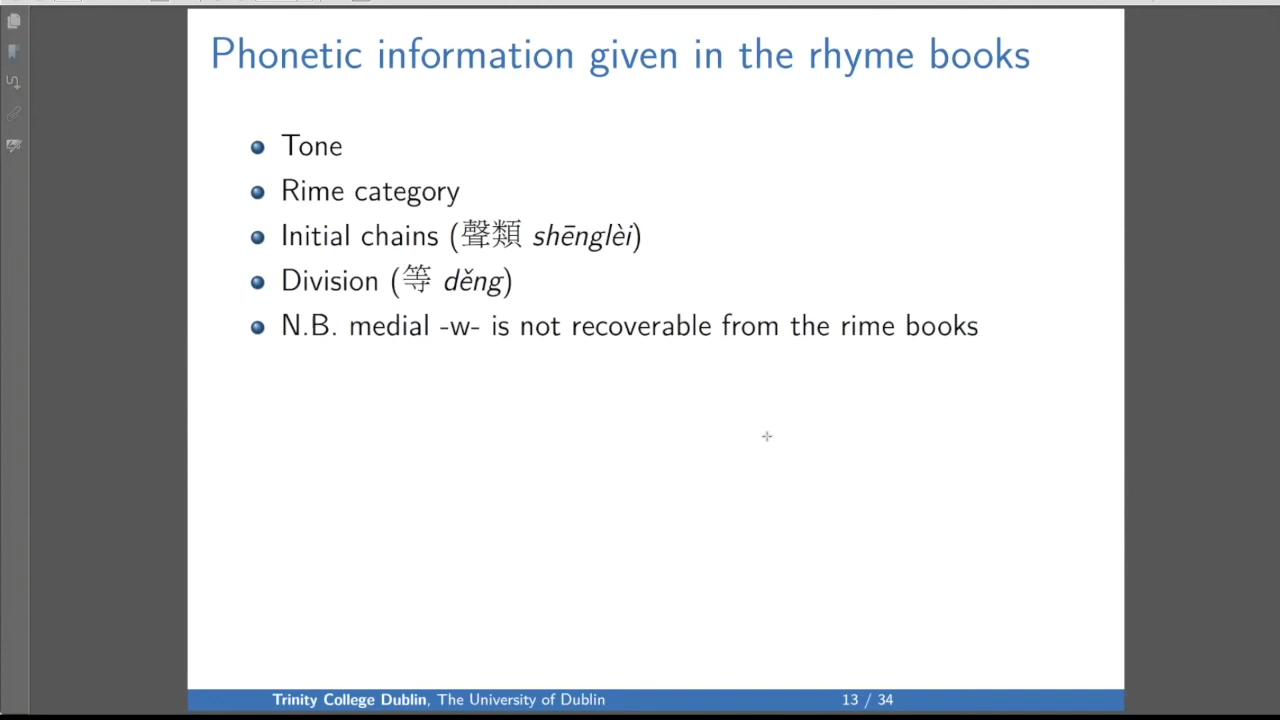 Phonetic information given in the rhyme books
Tone
Rime category
Initial chains (聲類 shēnglèi)
Division (等 děng)
N.B. medial -w- is not recoverable from the rime books
Trinity College Dublin, The University of Dublin 13 / 34